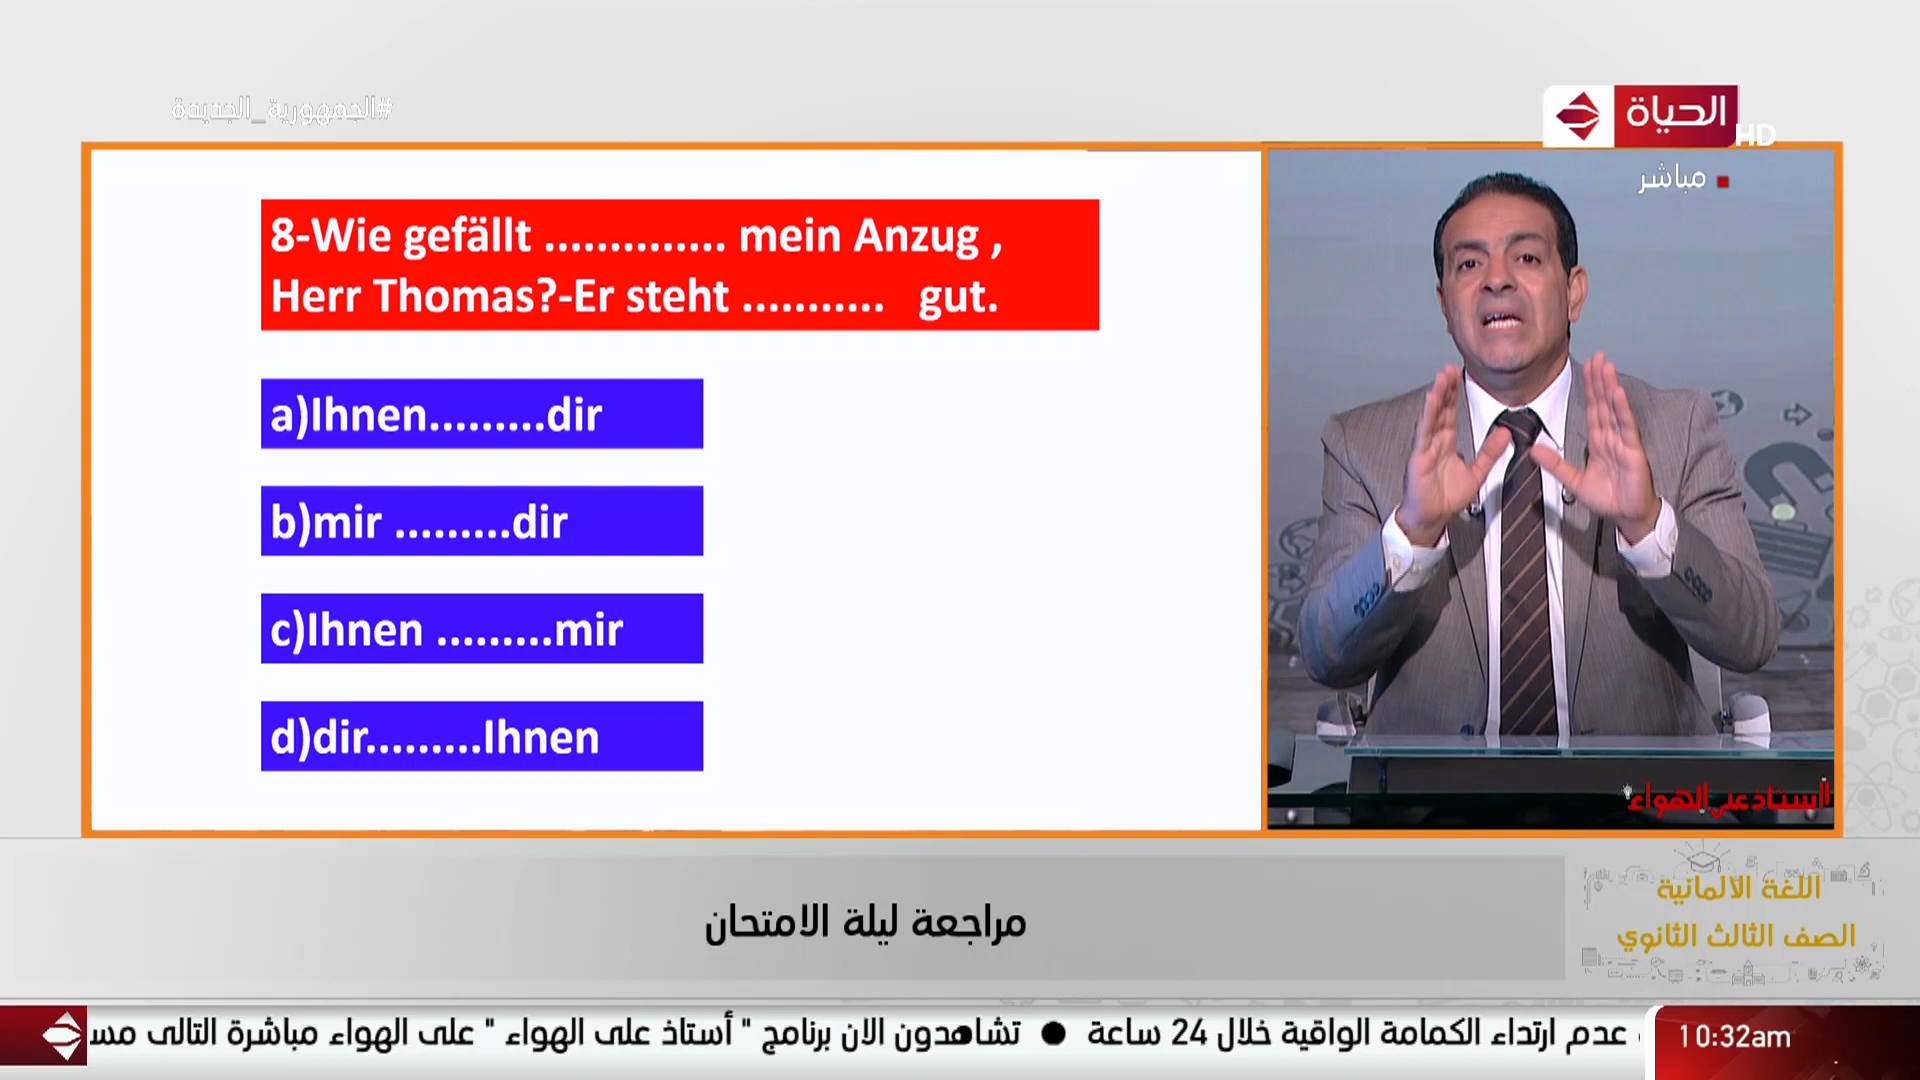 #الجمهورية_الجديدة
الحياة
HD
مباشر
8-Wie gefällt .............. mein Anzug ,
Herr Thomas?-Er steht ........... gut.
a)Ihnen.........dir
b)mir .........dir
c)Ihnen .........mir
d)dir.........Ihnen
أستاذ على الهواء
اللغة الالمانية
الصف الثالث الثانوي
مراجعة ليلة الامتحان
عدم ارتداء الكمامة الواقية خلال 24 ساعة ● تشاهدون الان برنامج " أستاذ على الهواء " على الهواء مباشرة التالى
10:32am